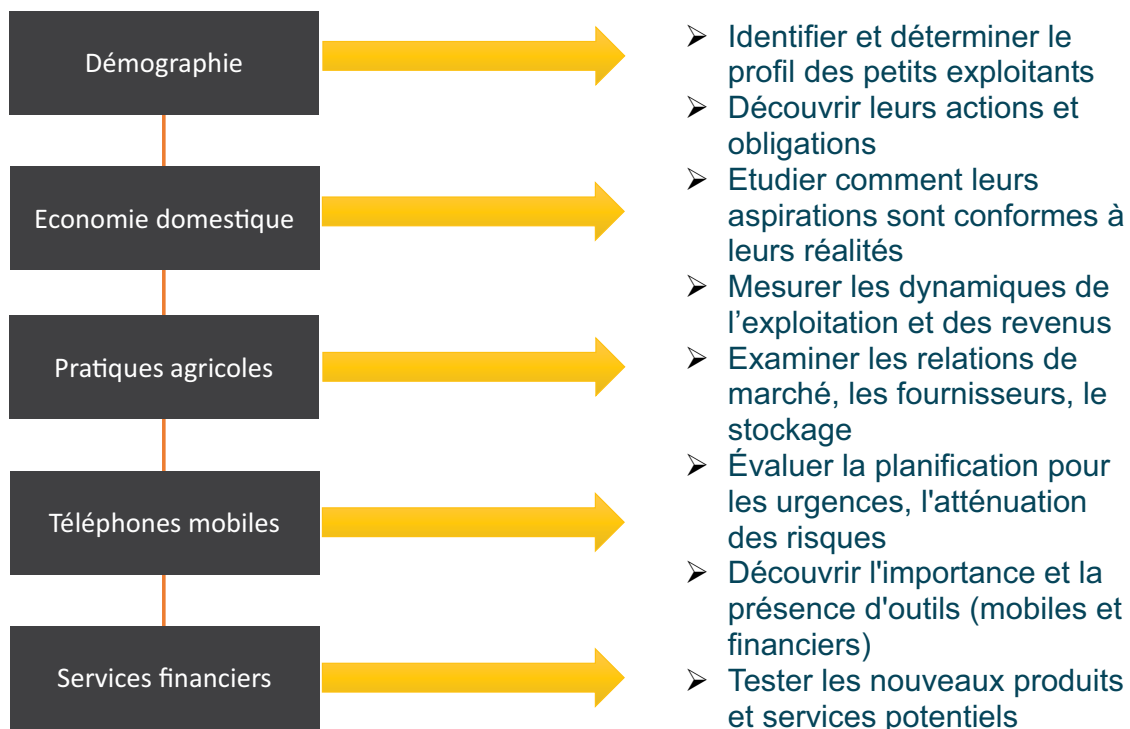 Démographie
Economie domestique
Pratiques agricoles
Téléphones mobiles
Services financiers
➢ Identifier et déterminer le
profil des petits exploitants
➢ Découvrir leurs actions et
obligations
➢ Etudier comment leurs
aspirations sont conformes à
leurs réalités
➢ Mesurer les dynamiques de
l’exploitation et des revenus
➢ Examiner les relations de
marché, les fournisseurs, le
stockage
➢ Évaluer la planification pour
les urgences, l'atténuation
des risques
➢ Découvrir l'importance et la
présence d'outils (mobiles et
financiers)
➢ Tester les nouveaux produits
et services potentiels